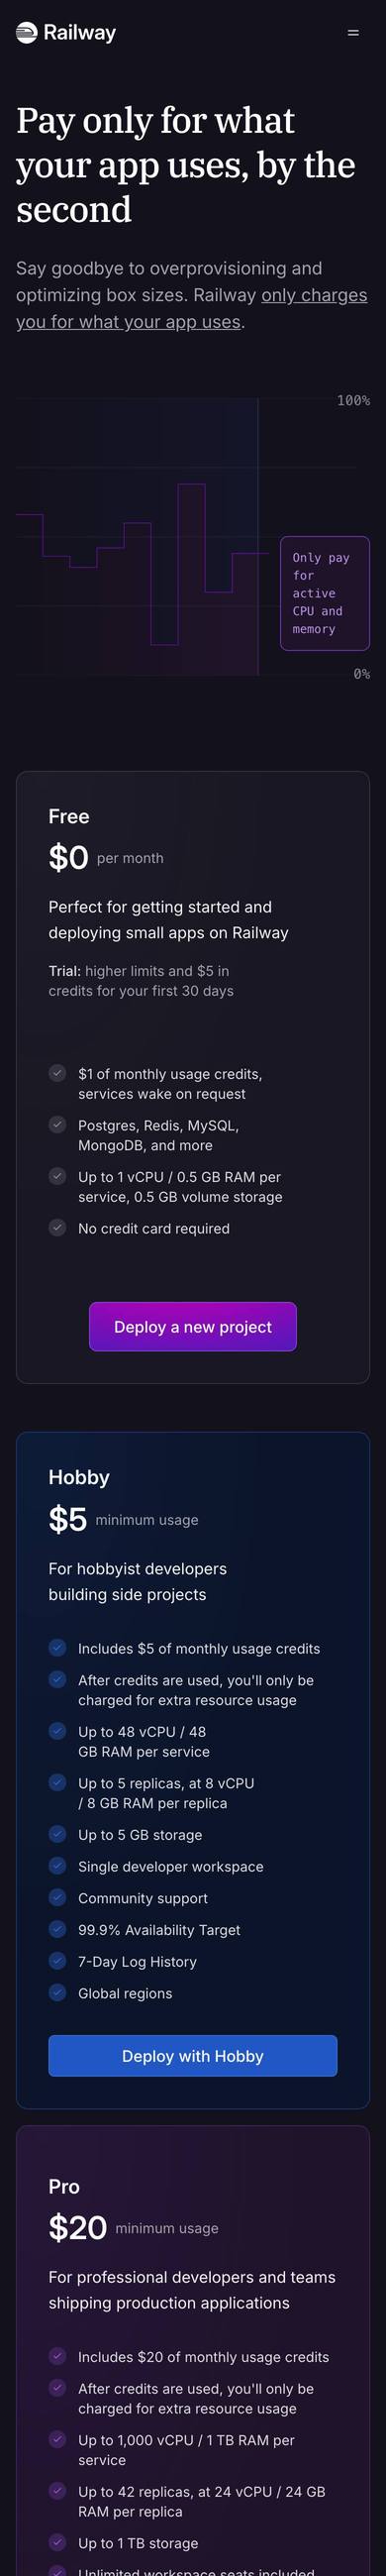 Railway
Pay only for what
your app uses, by the
second
Say goodbye to overprovisioning and
optimizing box sizes. Railway only charges
you for what your app uses.
100%
Only pay
for
active
CPU and
memory
0%
Free
$0 per month
Perfect for getting started and
deploying small apps on Railway
Trial: higher limits and $5 in
credits for your first 30 days
$1 of monthly usage credits,
services wake on request
Postgres, Redis, MySQL,
MongoDB, and more
Up to 1 vCPU / 0.5 GB RAM per
service, 0.5 GB volume storage
No credit card required
Deploy a new project
Hobby
$5 minimum usage
For hobbyist developers
building side projects
Includes $5 of monthly usage credits
After credits are used, you'll only be
charged for extra resource usage
Up to 48 vCPU / 48
GB RAM per service
Up to 5 replicas, at 8 vCPU
/ 8 GB RAM per replica
Up to 5 GB storage
Single developer workspace
Community support
99.9% Availability Target
7-Day Log History
Global regions
Deploy with Hobby
Pro
$20 minimum usage
For professional developers and teams
shipping production applications
Includes $20 of monthly usage credits
After credits are used, you'll only be
charged for extra resource usage
Up to 1,000 vCPU / 1 TB RAM per
service
Up to 42 replicas, at 24 vCPU / 24 GB
RAM per replica
Up to 1 TB storage
Unlimited workspace seats included